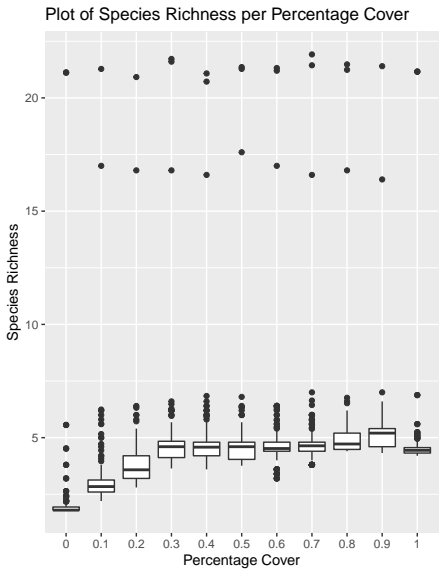 Plot of Species Richness per Percentage Cover
Species Richness
20
15
10
5
0 0.1 0.2 0.3 0.4 0.5 0.6 0.7 0.8 0.9 1
Percentage Cover